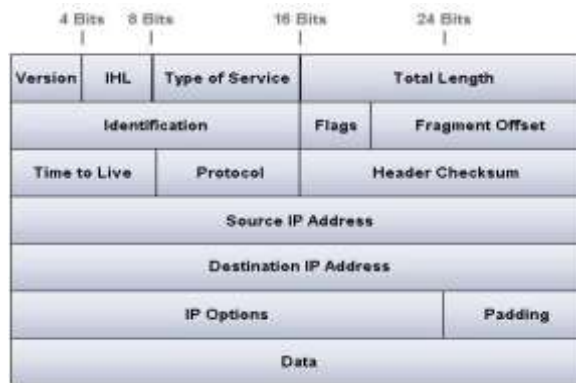 4 Bits 8 Bits 16 Bits 24 Bits
Version IHL Type of Service Total Length
Identification Flags Fragment Offset
Time to Live Protocol Header Checksum
Source IP Address
Destination IP Address
IP Options Padding
Data